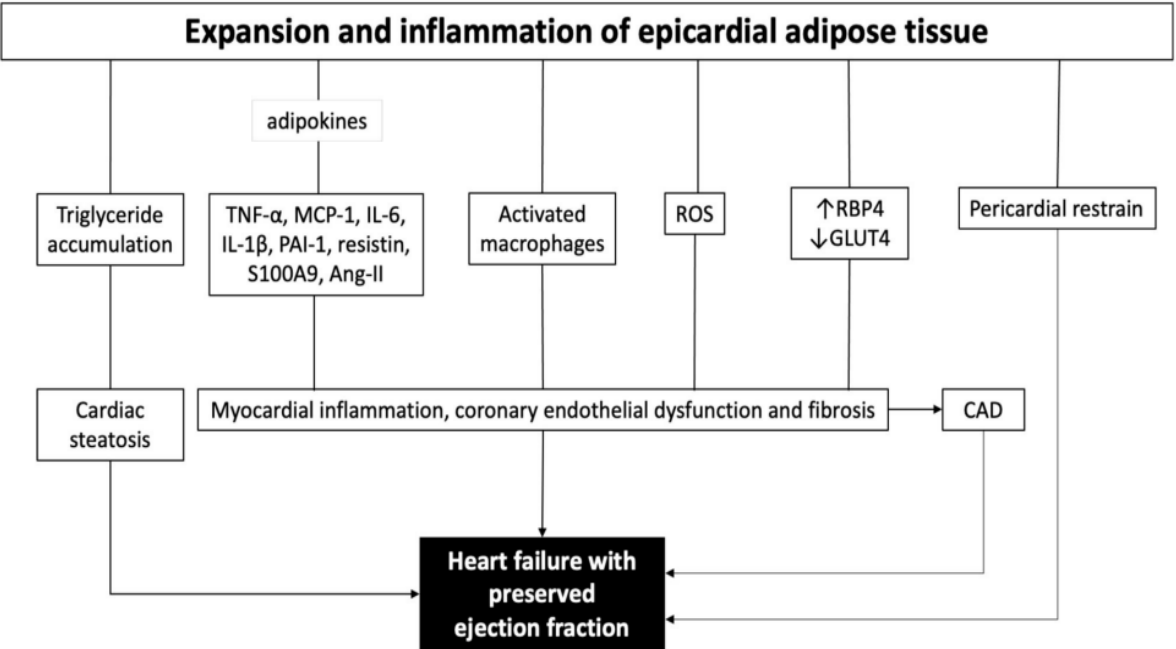 Expansion and inflammation of epicardial adipose tissue
adipokines
Triglyceride
accumulation
TNF-α, MCP-1, IL-6,
IL-1β, PAI-1, resistin,
S100A9, Ang-II
Activated
macrophages
ROS
↑RBP4
↓GLUT4
Pericardial restrain
Cardiac
steatosis
Myocardial inflammation, coronary endothelial dysfunction and fibrosis
CAD
Heart failure with
preserved
ejection fraction